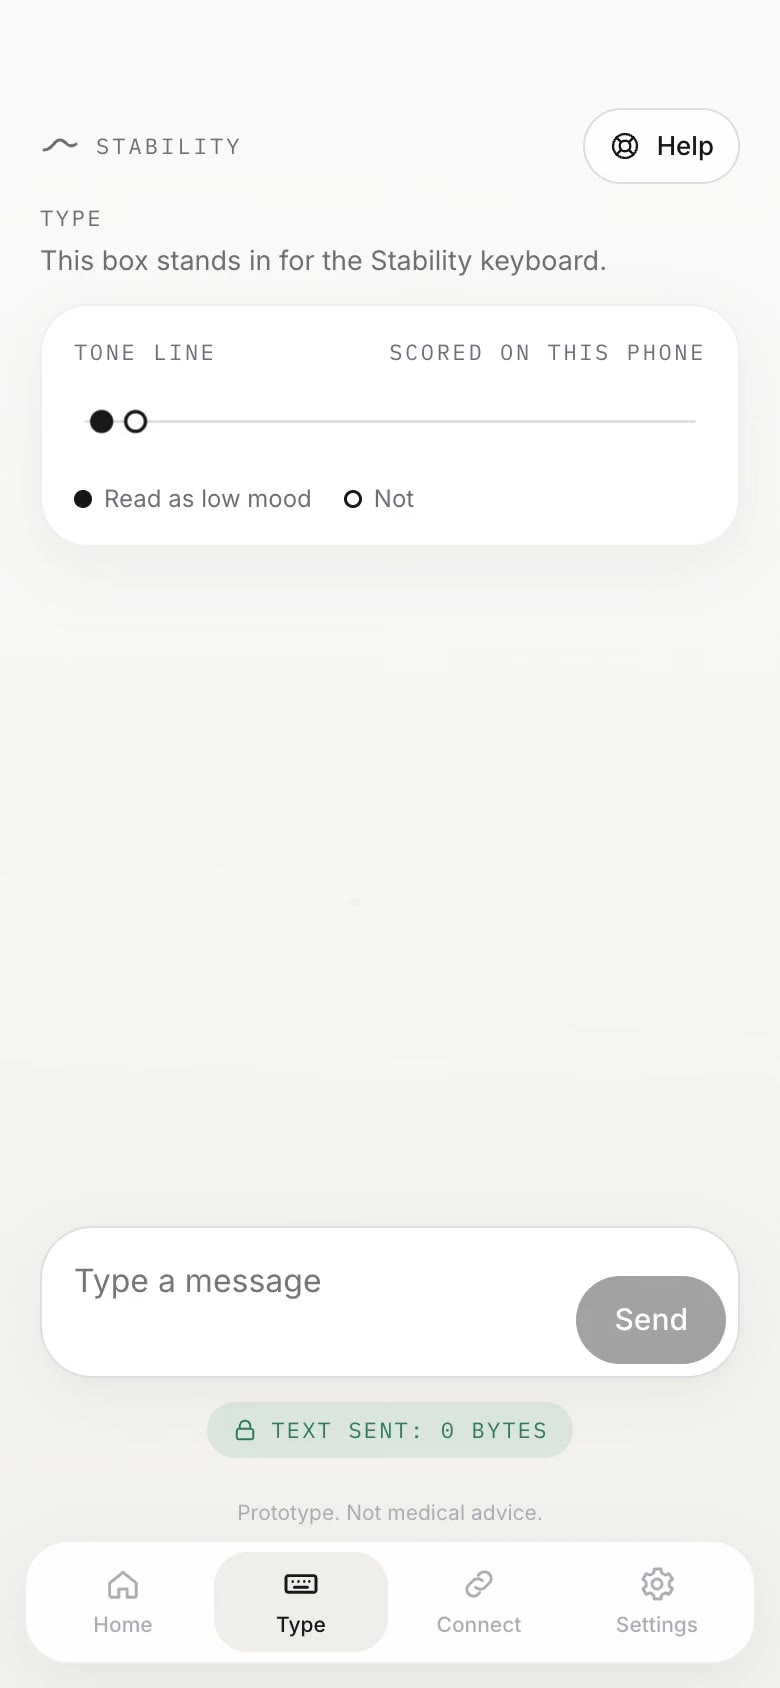 STABILITY
Help
TYPE
This box stands in for the Stability keyboard.
TONE LINE SCORED ON THIS PHONE
Read as low mood Not
Type a message
Send
TEXT SENT: 0 BYTES
Prototype. Not medical advice.
Home Type Connect Settings